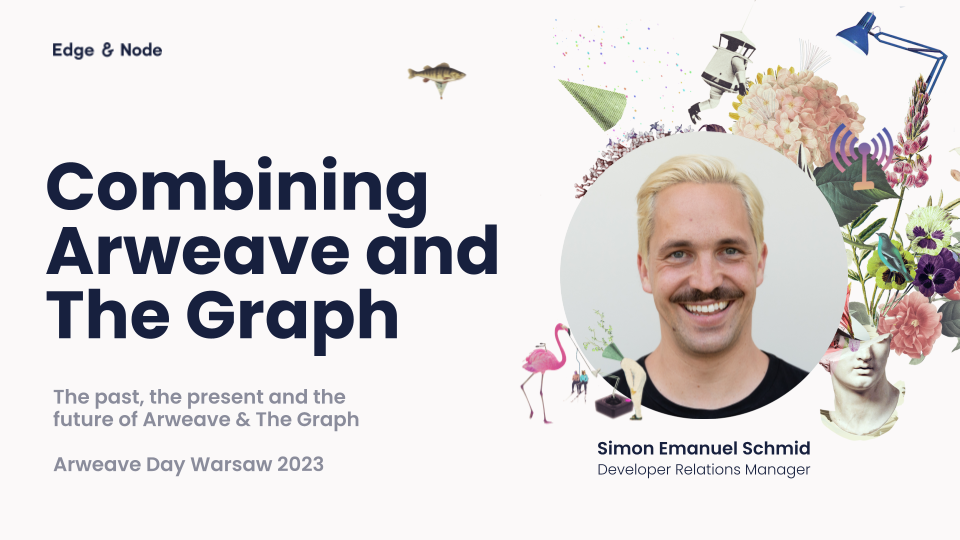 Edge & Node
Combining
Arweave and
The Graph
The past, the present and the
future of Arweave & The Graph
Arweave Day Warsaw 2023
Simon Emanuel Schmid
Developer Relations Manager